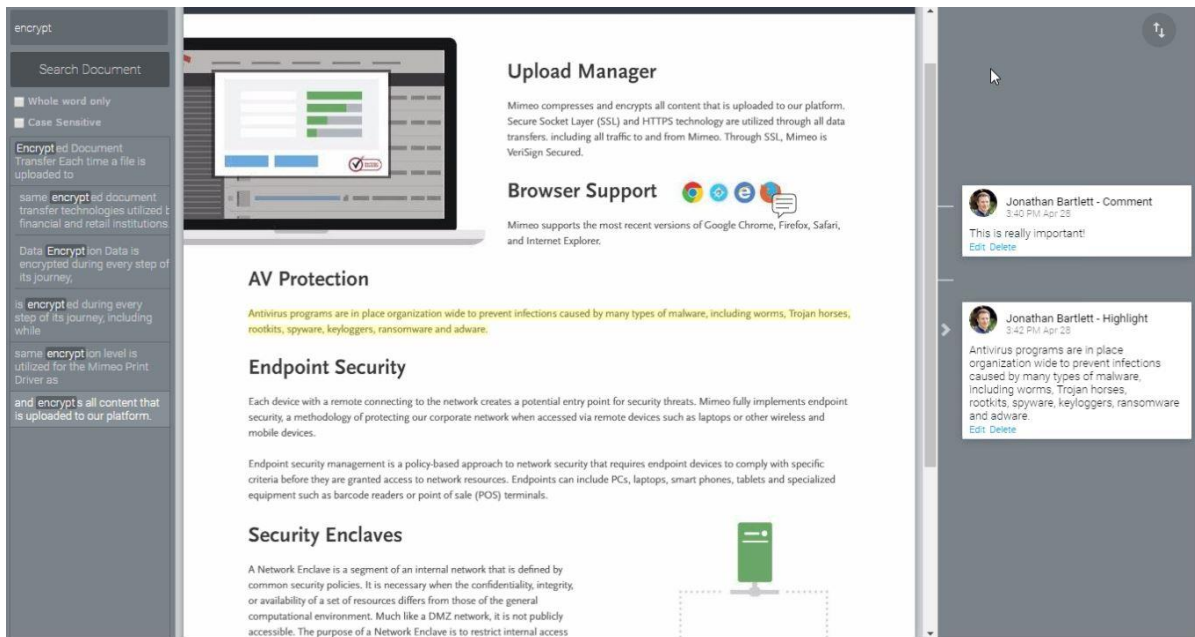 encrypt
Search Document
Whole word only
Case Sensitive
Encrypted Document
Transfer Each time a file is
uploaded to
same encrypted document
transfer technologies utilized b
financial and retail institutions.
Data Encryption Data is
encrypted during every step of
its journey,
is encrypted during every
step of its journey, including
while
same encryption level is
utilized for the Mimeo Print
Driver as
and encrypts all content that
is uploaded to our platform.
Upload Manager
Mimeo compresses and encrypts all content that is uploaded to our platform.
Secure Socket Layer (SSL) and HTTPS technology are utilized through all data
transfers. including all traffic to and from Mimeo. Through SSL, Mimeo is
VeriSign Secured.
Browser Support
Mimeo supports the most recent versions of Google Chrome, Firefox, Safari,
and Internet Explorer.
AV Protection
Antivirus programs are in place organization wide to prevent infections caused by many types of malware, including worms, Trojan horses,
rootkits, spyware, keyloggers, ransomware and adware.
Endpoint Security
Each device with a remote connecting to the network creates a potential entry point for security threats. Mimeo fully implements endpoint
security, a methodology of protecting our corporate network when accessed via remote devices such as laptops or other wireless and
mobile devices.
Endpoint security management is a policy-based approach to network security that requires endpoint devices to comply with specific
criteria before they are granted access to network resources. Endpoints can include PCs, laptops, smart phones, tablets and specialized
equipment such as barcode readers or point of sale (POS) terminals.
Security Enclaves
A Network Enclave is a segment of an internal network that is defined by
common security policies. It is necessary when the confidentiality, integrity,
or availability of a set of resources differs from those of the general
computational environment. Much like a DMZ network, it is not publicly
accessible. The purpose of a Network Enclave is to restrict internal access
Jonathan Bartlett - Comment
3:40 PM Apr 28
This is really important!
Edit Delete
Jonathan Bartlett - Highlight
3:42 PM Apr 28
Antivirus programs are in place
organization wide to prevent infections
caused by many types of malware,
including worms, Trojan horses,
rootkits, spyware, keyloggers, ransomware
and adware.
Edit Delete